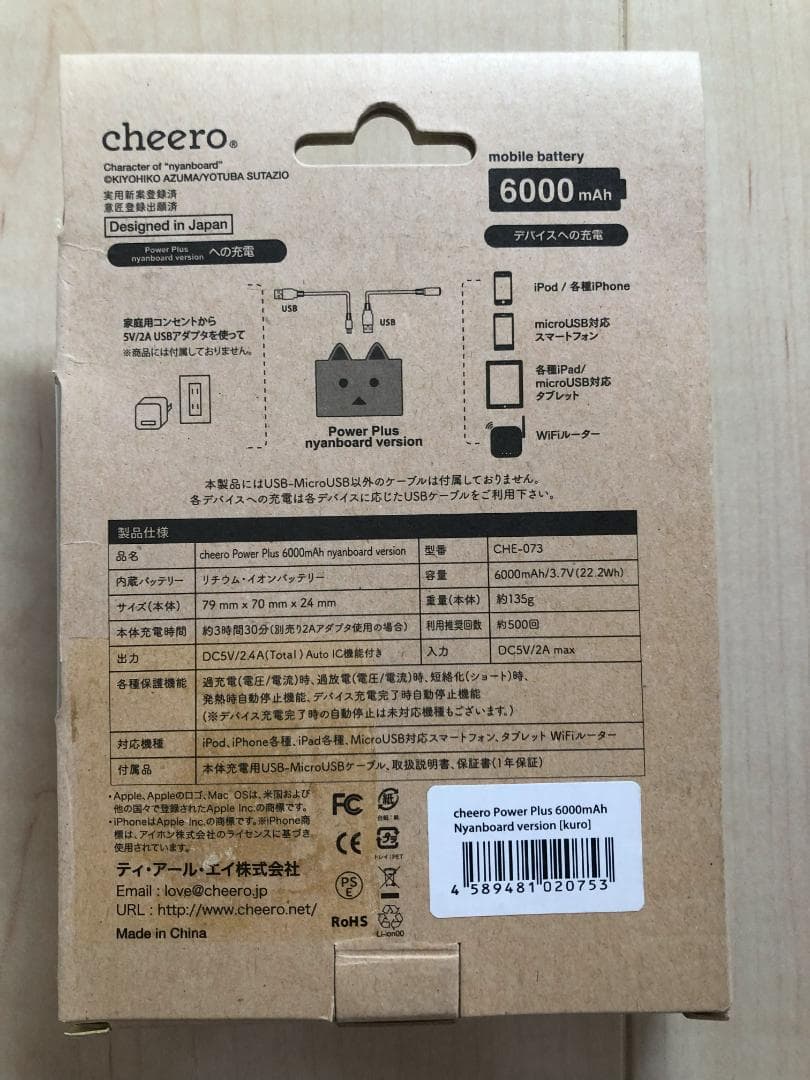 cheero®
Character of "nyanboard"
©KIYOHIKO AZUMA/YOTUBA SUTAZIO
実用新案登録済
意匠登録出願済
Designed in Japan
mobile battery
6000 mAh
Power Plus
nyanboard version への充電
デバイスへの充電
家庭用コンセントから
5V/2A USBアダプタを使って
※商品には付属しておりません。
USB
USB
Power Plus
nyanboard version
iPod / 各種iPhone
microUSB対応
スマートフォン
各種iPad/
microUSB対応
タブレット
WiFiルーター
本製品にはUSB-MicroUSB以外のケーブルは付属しておりません。
各デバイスへの充電は各デバイスに応じたUSBケーブルをご利用下さい。
製品仕様
品名 cheero Power Plus 6000mAh nyanboard version 型番 CHE-073
内蔵バッテリー リチウム・イオンバッテリー 容量 6000mAh/3.7V(22.2Wh)
サイズ(本体) 79 mm x 70 mm x 24 mm 重量(本体) 約135g
本体充電時間 約3時間30分(別売り2Aアダプタ使用の場合) 利用推奨回数 約500回
出力 DC5V/2.4A(Total) Auto IC機能付き 入力 DC5V/2A max
各種保護機能 過充電(電圧/電流)時、過放電(電圧/電流)時、短絡化(ショート)時、
発熱時自動停止機能、デバイス充電完了時自動停止機能
(※デバイス充電完了時の自動停止は未対応機種もございます。)
対応機種 iPod、iPhone各種、iPad各種、MicroUSB対応スマートフォン、タブレット WiFiルーター
付属品 本体充電用USB-MicroUSBケーブル、取扱説明書、保証書(1年保証)
・Apple、Appleのロゴ、Mac OSは、米国および
他の国々で登録されたApple Inc.の商標です。
・iPhoneはApple Inc.の商標です。※iPhone商
標は、アイホン株式会社のライセンスに基づき
使用されています。
ティ・アール・エイ株式会社
Email : love@cheero.jp
URL : http://www.cheero.net/
Made in China
FC
紙
台紙:紙
CE
トレイ:PET
PS
E
RoHS
Li-ion00
cheero Power Plus 6000mAh
Nyanboard version [kuro]
4 589481 020753